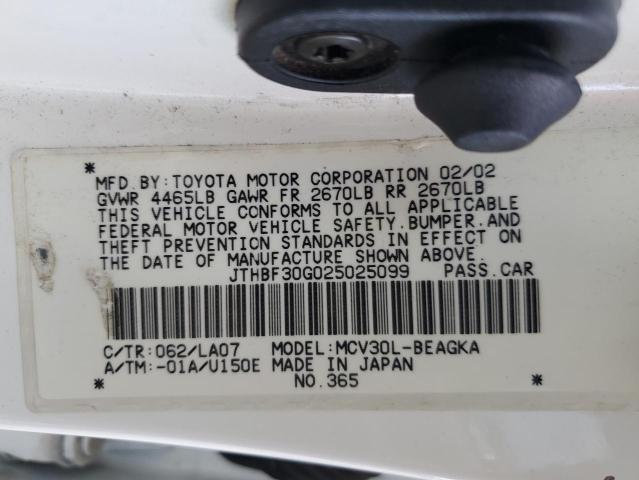 MFD.BY:TOYOTA MOTOR CORPORATION 02/02
GVWR 4465LB GAWR FR 2670LB RR 2670LB
THIS VEHICLE CONFORMS TO ALL APPLICABLE
FEDERAL MOTOR VEHICLE SAFETY,BUMPER,AND
THEFT PREVENTION STANDARDS IN EFFECT ON
THE DATE OF MANUFACTURE SHOWN ABOVE.
JTHBF30G025025099 PASS.CAR
C/TR:062/LA07 MODEL:MCV30L-BEAGKA
A/TM:-01A/U150E MADE IN JAPAN
NO.365